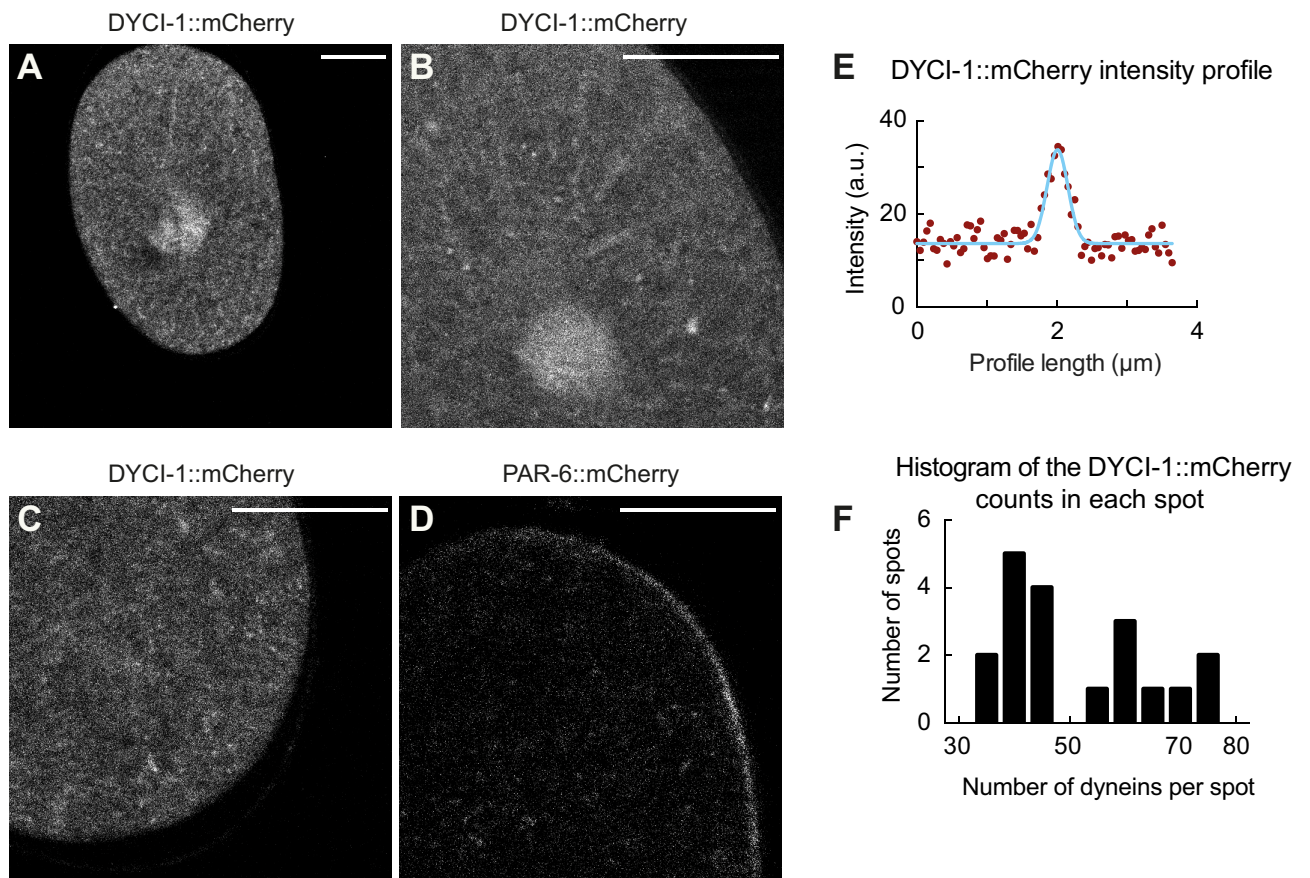 DYCI-1::mCherry
A
DYCI-1::mCherry
B
DYCI-1::mCherry
C
PAR-6::mCherry
D
E DYCI-1::mCherry intensity profile
Intensity (a.u.)
40
20
0
0 2 4
Profile length (µm)
Histogram of the DYCI-1::mCherry
counts in each spot
F
Number of spots
6
4
2
0
30 50 70 80
Number of dyneins per spot